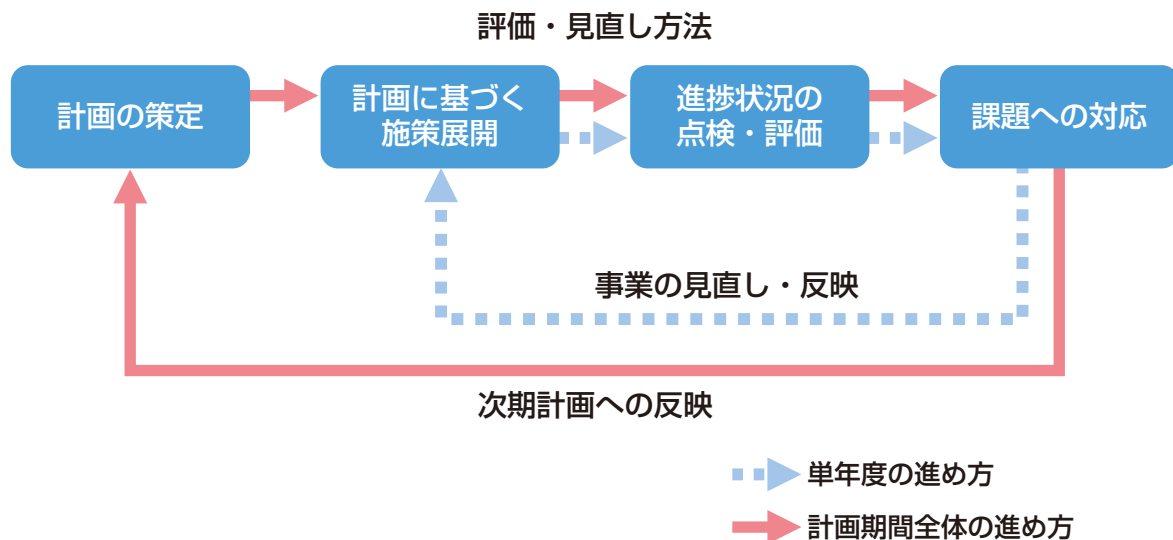 評価・見直し方法
計画の策定
計画に基づく
施策展開
進捗状況の
点検・評価
課題への対応
事業の見直し・反映
次期計画への反映
単年度の進め方
計画期間全体の進め方